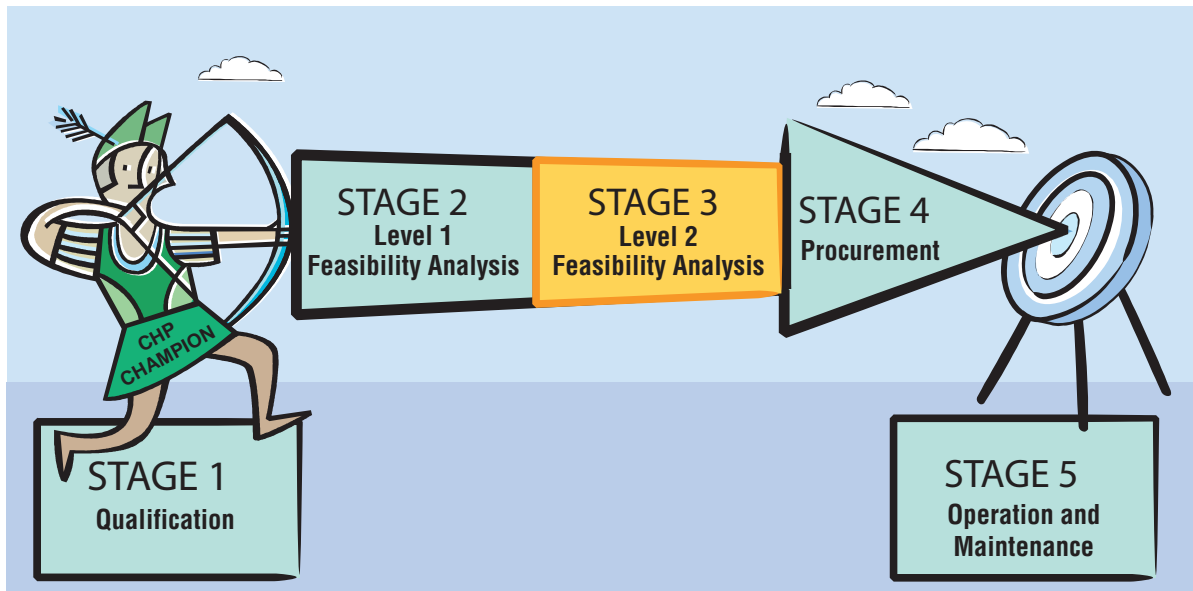 CHP
CHAMPION
STAGE 1
Qualification
STAGE 2
Level 1
Feasibility Analysis
STAGE 3
Level 2
Feasibility Analysis
STAGE 4
Procurement
STAGE 5
Operation and
Maintenance